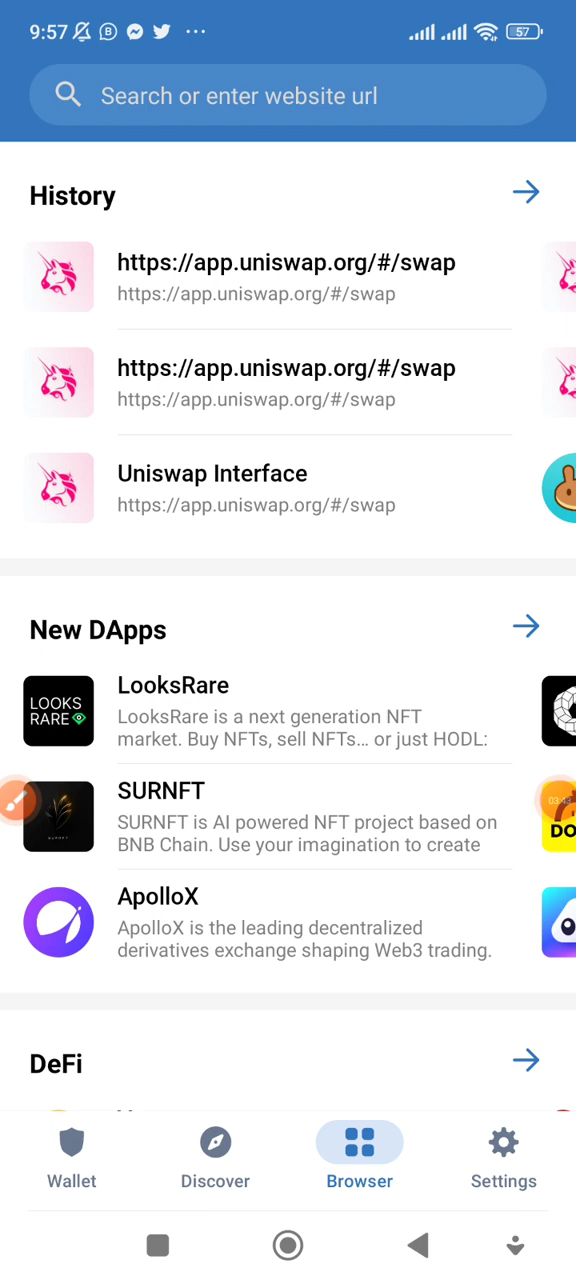 9:57
57
Search or enter website url
History
https://app.uniswap.org/#/swap
https://app.uniswap.org/#/swap
https://app.uniswap.org/#/swap
https://app.uniswap.org/#/swap
Uniswap Interface
https://app.uniswap.org/#/swap
New DApps
LOOKS
RARE
LooksRare
LooksRare is a next generation NFT
market. Buy NFTs, sell NFTs... or just HODL:
SURNFT
SURNFT
SURNFT is AI powered NFT project based on
BNB Chain. Use your imagination to create
03:43
DO
ApolloX
ApolloX is the leading decentralized
derivatives exchange shaping Web3 trading.
DeFi
Wallet
Discover
Browser
Settings